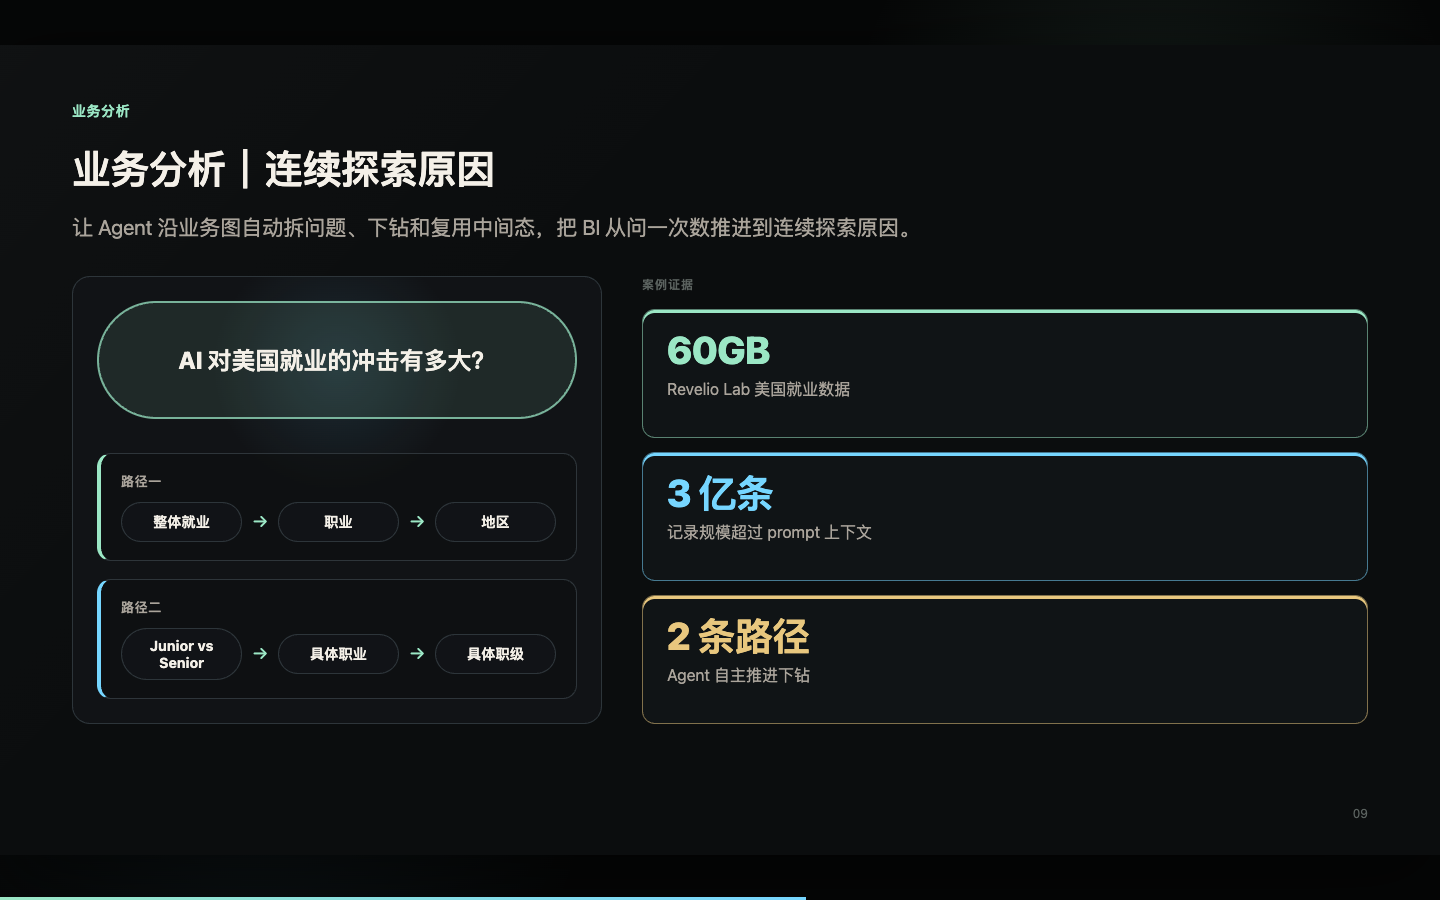 业务分析
业务分析｜连续探索原因
让 Agent 沿业务图自动拆问题、下钻和复用中间态，把 BI 从问一次数推进到连续探索原因。
AI 对美国就业的冲击有多大？
路径一
整体就业 → 职业 → 地区
路径二
Junior vs
Senior → 具体职业 → 具体职级
案例证据
60GB
Revelio Lab 美国就业数据
3 亿条
记录规模超过 prompt 上下文
2 条路径
Agent 自主推进下钻
09